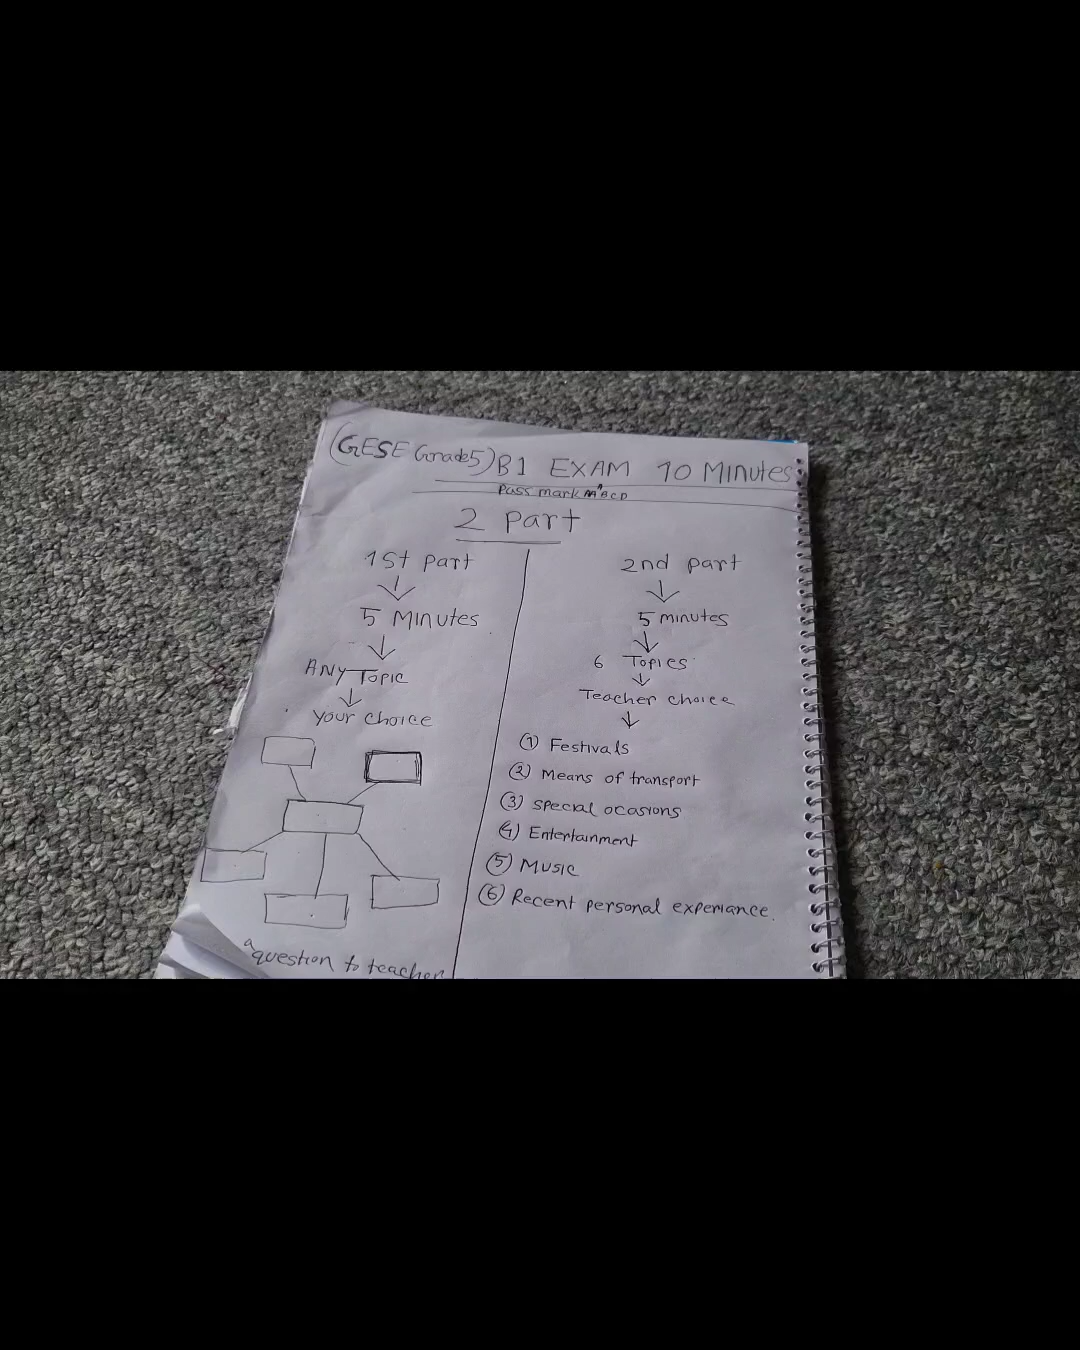 (GESE Grade5) B1 EXAM 10 Minutes
Pass mark ABCD
2 Part
1st part
5 Minutes
ANY Topic
Your choice
a question to teacher
2nd part
5 minutes
6 Topics
Teacher choice
① Festivals
② Means of transport
③ special ocasions
④ Entertainment
⑤ Music
⑥ Recent personal experiance.